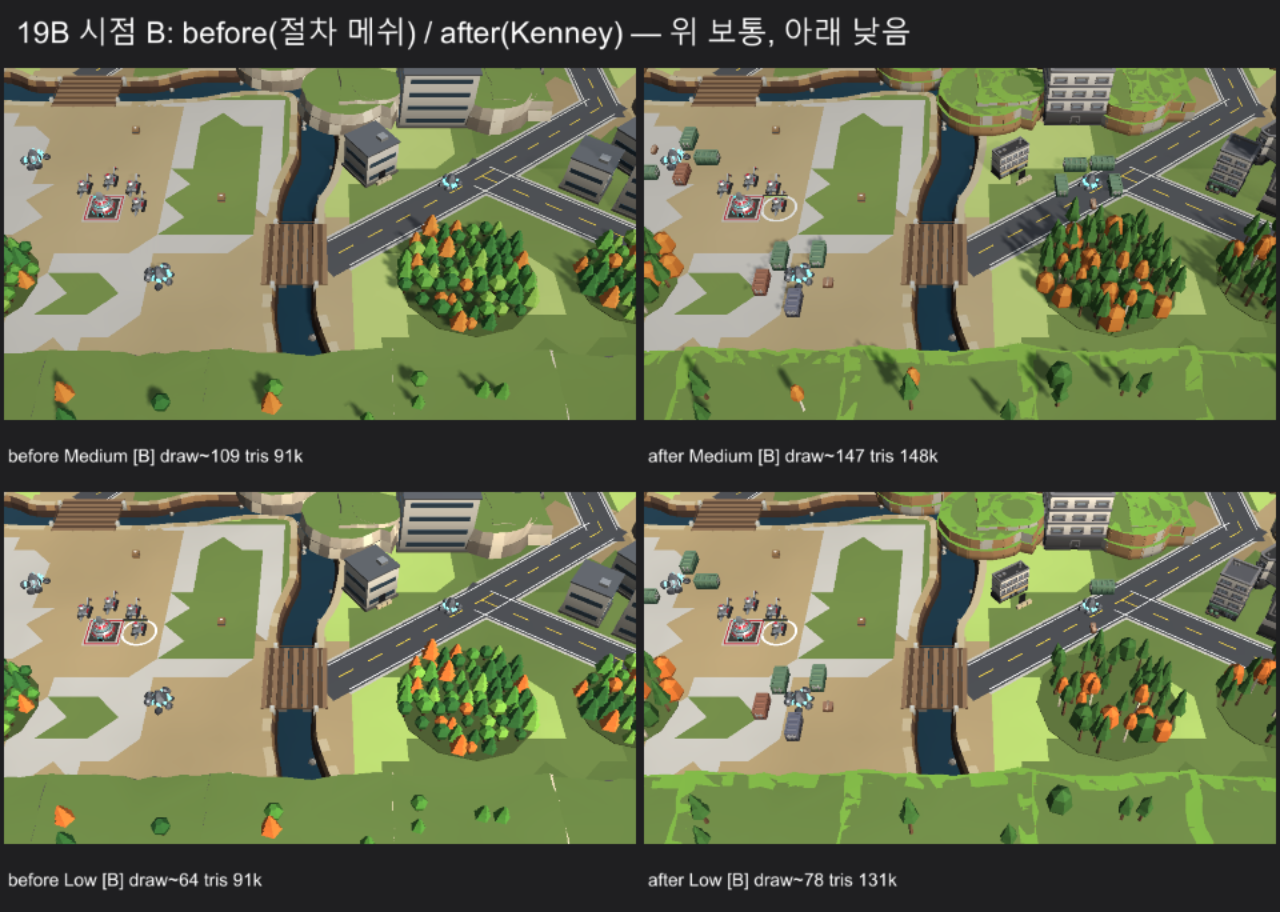 19B 시점 B: before(절차 메쉬) / after(Kenney) — 위 보통, 아래 낮음
before Medium [B] draw~109 tris 91k
after Medium [B] draw~147 tris 148k
before Low [B] draw~64 tris 91k
after Low [B] draw~78 tris 131k